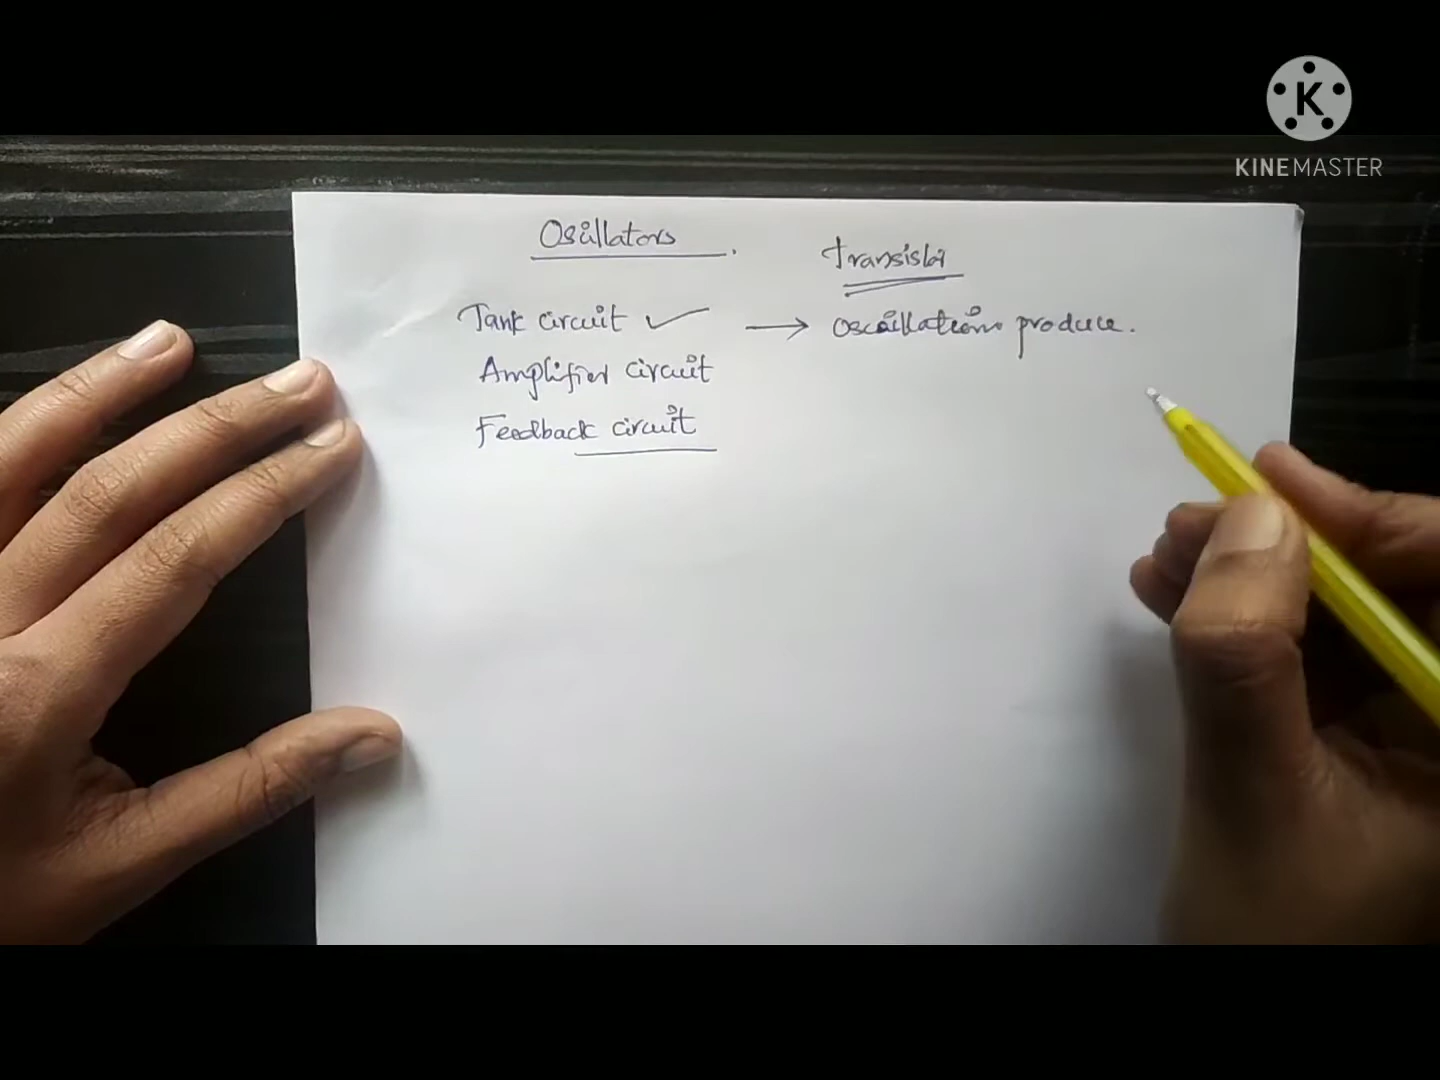 K
KINEMASTER
Oscillators.
Transistor
Tank circuit ✓ → Oscillations produce.
Amplifier circuit
Feedback circuit